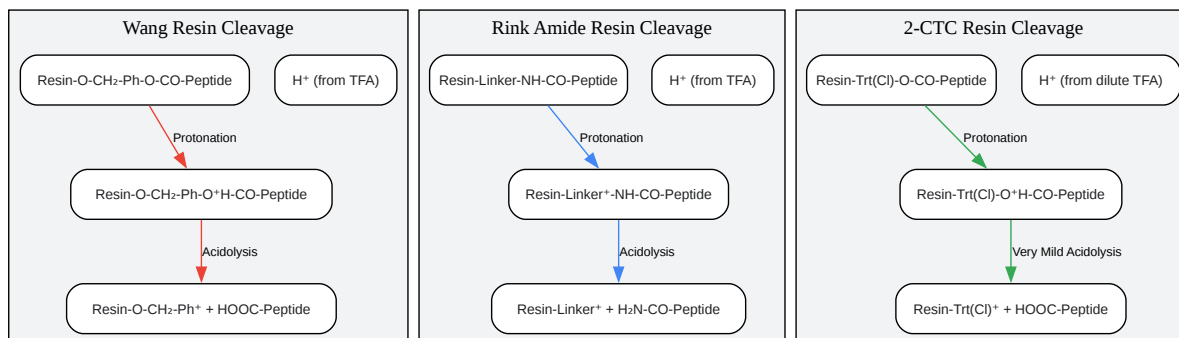 Wang Resin Cleavage
Resin-O-CH₂-Ph-O-CO-Peptide
H⁺ (from TFA)
Protonation
Resin-O-CH₂-Ph-O⁺H-CO-Peptide
Acidolysis
Resin-O-CH₂-Ph⁺ + HOOC-Peptide
Rink Amide Resin Cleavage
Resin-Linker-NH-CO-Peptide
H⁺ (from TFA)
Protonation
Resin-Linker⁺-NH-CO-Peptide
Acidolysis
Resin-Linker⁺ + H₂N-CO-Peptide
2-CTC Resin Cleavage
Resin-Trt(Cl)-O-CO-Peptide
H⁺ (from dilute TFA)
Protonation
Resin-Trt(Cl)-O⁺H-CO-Peptide
Very Mild Acidolysis
Resin-Trt(Cl)⁺ + HOOC-Peptide